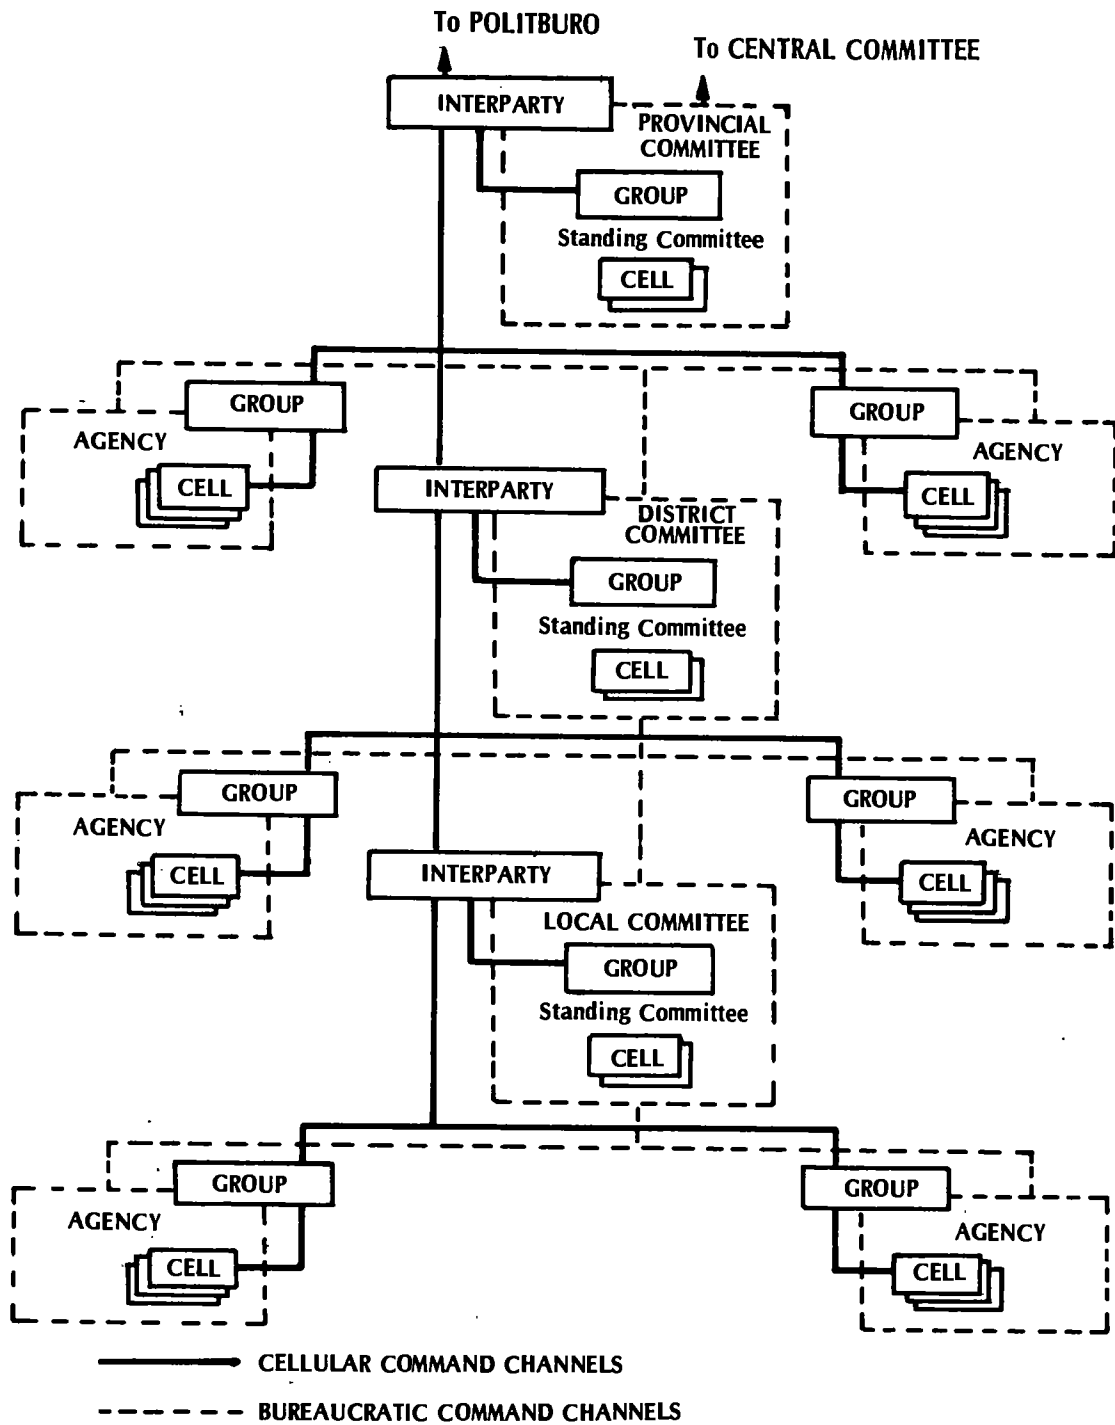 To POLITBURO
To CENTRAL COMMITTEE
INTERPARTY
PROVINCIAL
COMMITTEE
GROUP
Standing Committee
CELL
GROUP
AGENCY
CELL
GROUP
AGENCY
CELL
INTERPARTY
DISTRICT
COMMITTEE
GROUP
Standing Committee
CELL
GROUP
AGENCY
CELL
GROUP
AGENCY
CELL
INTERPARTY
LOCAL COMMITTEE
GROUP
Standing Committee
CELL
GROUP
AGENCY
CELL
GROUP
AGENCY
CELL
CELLULAR COMMAND CHANNELS
BUREAUCRATIC COMMAND CHANNELS